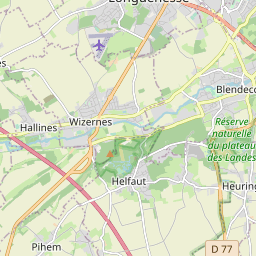 Blendec
Hallines
Wizernes
Réserve
naturelle
du plateau
des Landes
Helfaut
Heuring
D 77
Pihem